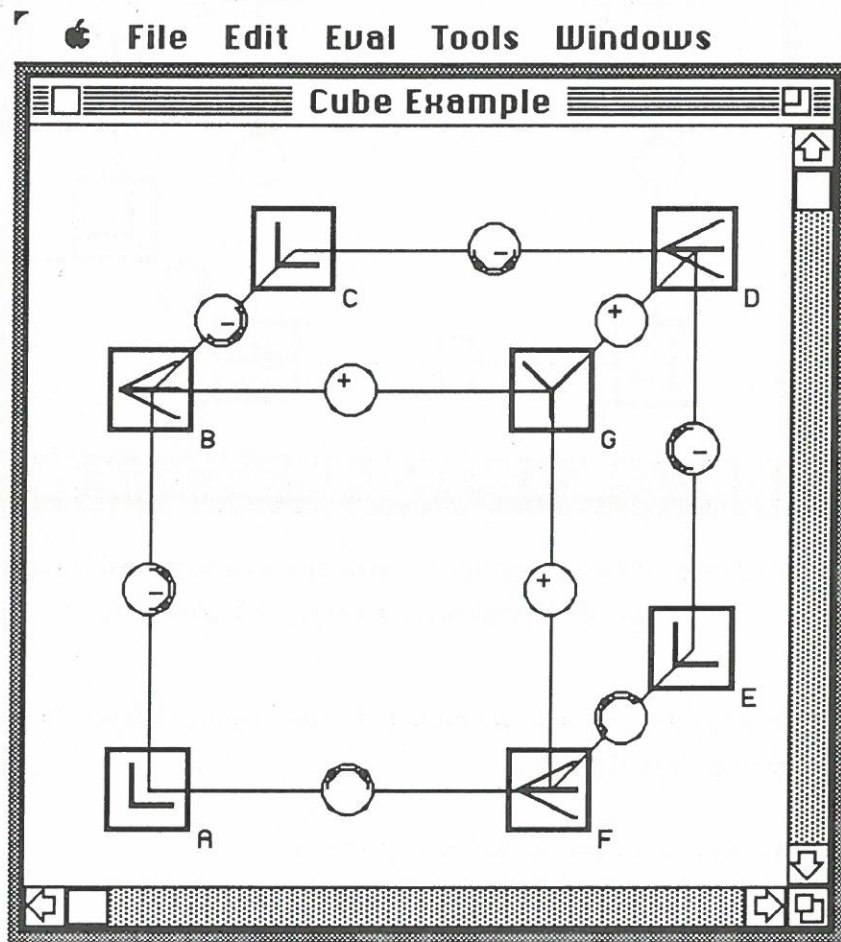 File Edit Eval Tools Windows
Cube Example
C - D
- +
B + G
-
- +
E
A F